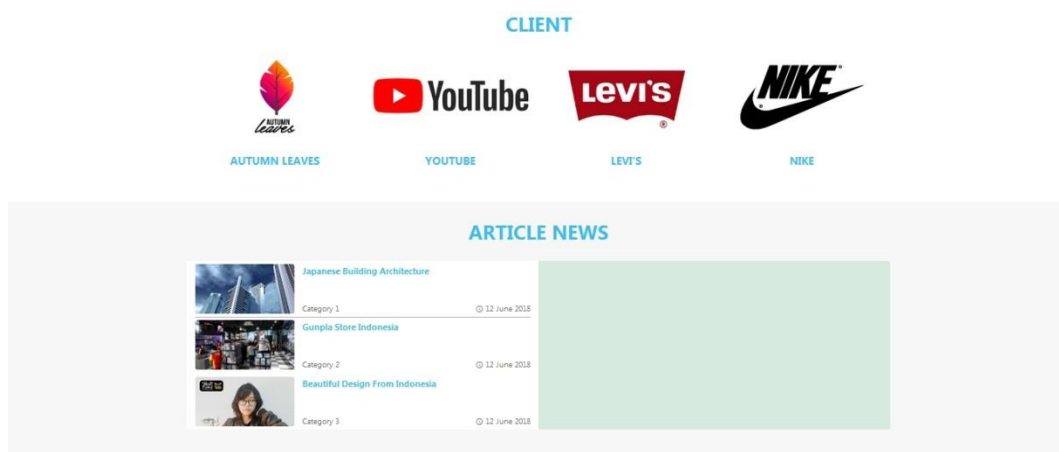 CLIENT
AUTUMN
leaves
YouTube
LEVI'S
®
NIKE
AUTUMN LEAVES
YOUTUBE
LEVI'S
NIKE
ARTICLE NEWS
Japanese Building Architecture
Category 1
12 June 2018
Gunpla Store Indonesia
Category 2
12 June 2018
Beautiful Design From Indonesia
Category 3
12 June 2018